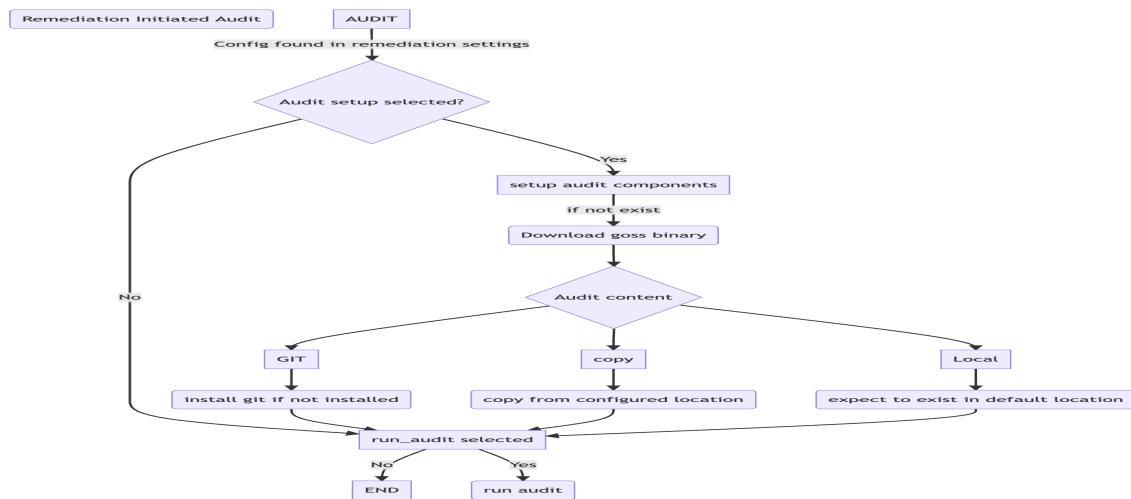 Remediation Initiated Audit
AUDIT
Config found in remediation settings
Audit setup selected?
Yes
setup audit components
if not exist
Download goss binary
No
Audit content
GIT
copy
Local
install git if not installed
copy from configured location
expect to exist in default location
run_audit selected
No
Yes
END
run audit